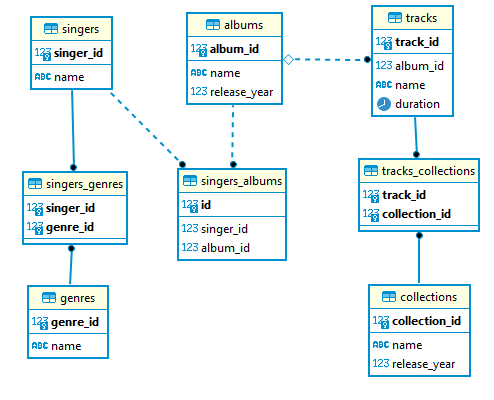 singers
123 singer_id
ABC name
albums
123 album_id
ABC name
123 release_year
tracks
123 track_id
123 album_id
ABC name
duration
singers_genres
123 singer_id
123 genre_id
singers_albums
123 id
123 singer_id
123 album_id
tracks_collections
123 track_id
123 collection_id
genres
123 genre_id
ABC name
collections
123 collection_id
ABC name
123 release_year